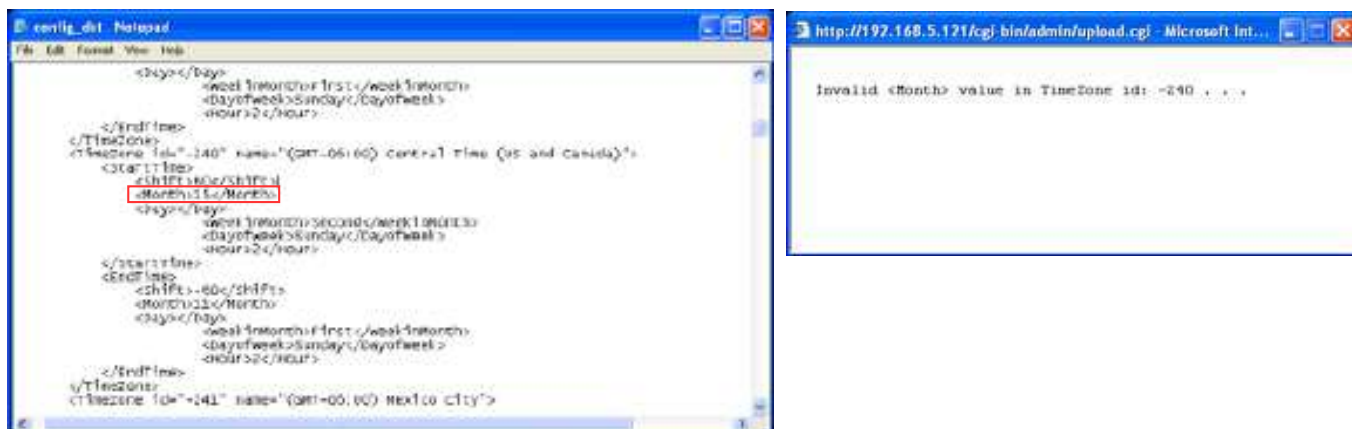 config_dst - Notepad
File Edit Format View Help
<Day></Day>
<WeekInMonth>First</WeekInMonth>
<DayofWeek>Sunday</DayofWeek>
<Hour>2</Hour>
</EndTime>
</TimeZone>
<TimeZone id="-240" name="(GMT-06:00) Central Time (US and Canada)">
<StartTime>
<Shift>60</Shift>
<Month>15</Month>
<Day></Day>
<WeekInMonth>Second</WeekInMonth>
<DayofWeek>Sunday</DayofWeek>
<Hour>2</Hour>
</StartTime>
<EndTime>
<Shift>-60</Shift>
<Month>11</Month>
<Day></Day>
<WeekInMonth>First</WeekInMonth>
<DayofWeek>Sunday</DayofWeek>
<Hour>2</Hour>
</EndTime>
</TimeZone>
<TimeZone id="-241" name="(GMT-06:00) Mexico City">
http://192.168.5.121/cgi-bin/admin/upload.cgi - Microsoft Int...
Invalid <Month> value in TimeZone id: -240 . . .